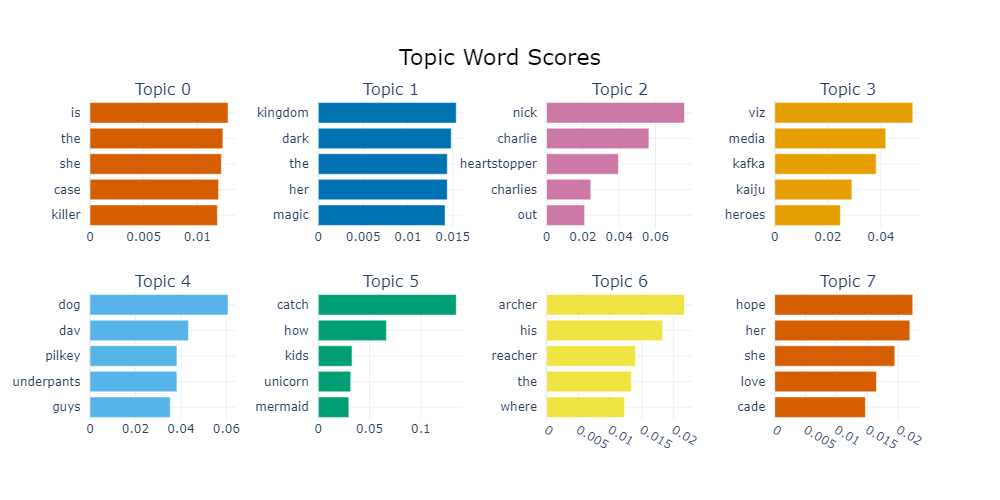 Topic Word Scores
Topic 0
is
the
she
case
killer
0 0.005 0.01
Topic 1
kingdom
dark
the
her
magic
0 0.005 0.01 0.015
Topic 2
nick
charlie
heartstopper
charlies
out
0 0.02 0.04 0.06
Topic 3
viz
media
kafka
kaiju
heroes
0 0.02 0.04
Topic 4
dog
dav
pilkey
underpants
guys
0 0.02 0.04 0.06
Topic 5
catch
how
kids
unicorn
mermaid
0 0.05 0.1
Topic 6
archer
his
reacher
the
where
0 0.005 0.01 0.015 0.02
Topic 7
hope
her
she
love
cade
0 0.005 0.01 0.015 0.02